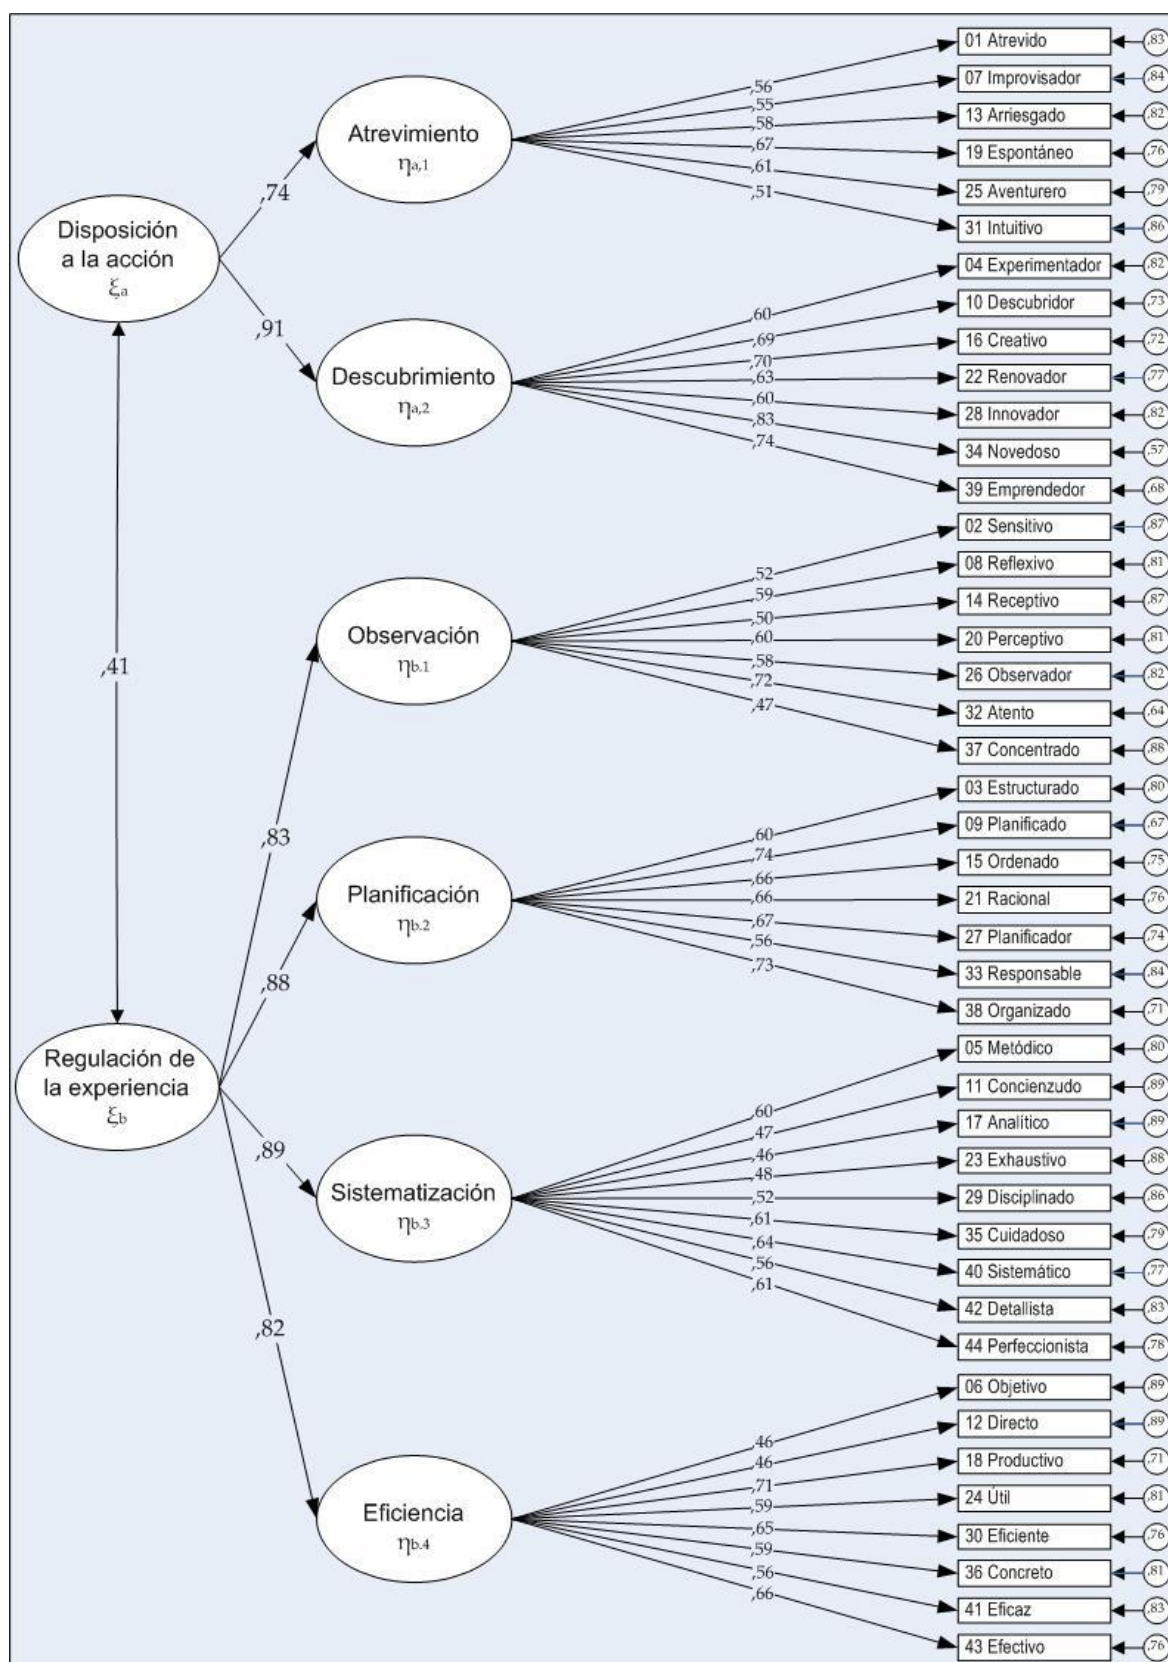 Disposición
a la acción
ξa
,41
Regulación de
la experiencia
ξb
,74
,91
,83
,88
,89
,82
Atrevimiento
ηa,1
,56
,55
,58
,67
,61
,51
01 Atrevido ,83
07 Improvisador ,84
13 Arriesgado ,82
19 Espontáneo ,76
25 Aventurero ,79
31 Intuitivo ,86
Descubrimiento
ηa,2
,60
,69
,70
,63
,60
,83
,74
04 Experimentador ,82
10 Descubridor ,73
16 Creativo ,72
22 Renovador ,77
28 Innovador ,82
34 Novedoso ,57
39 Emprendedor ,68
Observación
ηb.1
,52
,59
,50
,60
,58
,72
,47
02 Sensitivo ,87
08 Reflexivo ,81
14 Receptivo ,87
20 Perceptivo ,81
26 Observador ,82
32 Atento ,64
37 Concentrado ,88
Planificación
ηb.2
,60
,74
,66
,66
,67
,56
,73
03 Estructurado ,80
09 Planificado ,67
15 Ordenado ,75
21 Racional ,76
27 Planificador ,74
33 Responsable ,84
38 Organizado ,71
Sistematización
ηb.3
,60
,47
,46
,48
,52
,61
,64
,56
,61
05 Metódico ,80
11 Concienzudo ,89
17 Analítico ,89
23 Exhaustivo ,88
29 Disciplinado ,86
35 Cuidadoso ,79
40 Sistemático ,77
42 Detallista ,83
44 Perfeccionista ,78
Eficiencia
ηb.4
,46
,46
,71
,59
,65
,59
,56
,66
06 Objetivo ,89
12 Directo ,89
18 Productivo ,71
24 Útil ,81
30 Eficiente ,76
36 Concreto ,81
41 Eficaz ,83
43 Efectivo ,76